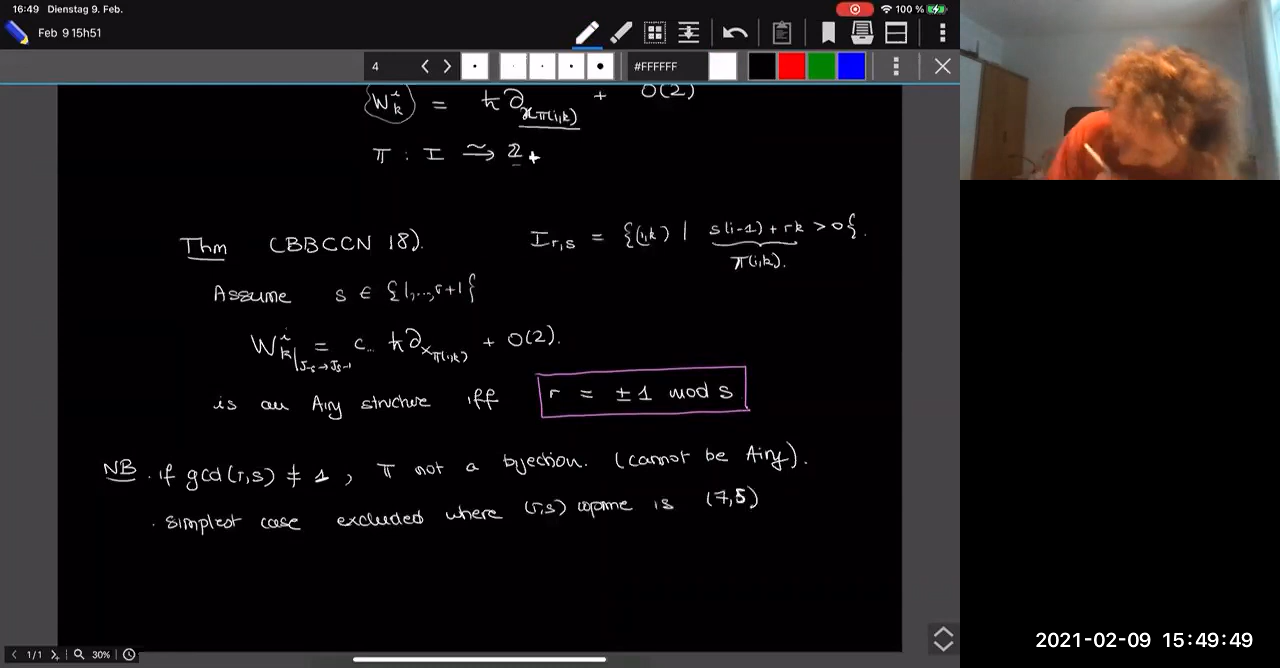 16:49 Dienstag 9. Feb.
100 %
Feb 9 15h51
4
#FFFFFF
W^i_k = ħ∂_{x_{π(i,k)}} + O(2)
π : I ⥲ Z_+
Thm (BBCCN 18).
I_{r,s} = {(i,k) | s(i-1) + rk > 0}.
π(i,k).
Assume s ∈ {1,...,r+1}
W^i_k|_{J_{-s}→J_{-s}-1} = c... ħ∂_{x_{π(i,k)}} + O(2).
is an Airy structure iff r = ±1 mod s
NB . if gcd(r,s) ≠ 1, π not a bijection. (cannot be Airy).
. Simplest case excluded where (r,s) coprime is (7,5)
1/1
30%
2021-02-09 15:49:49